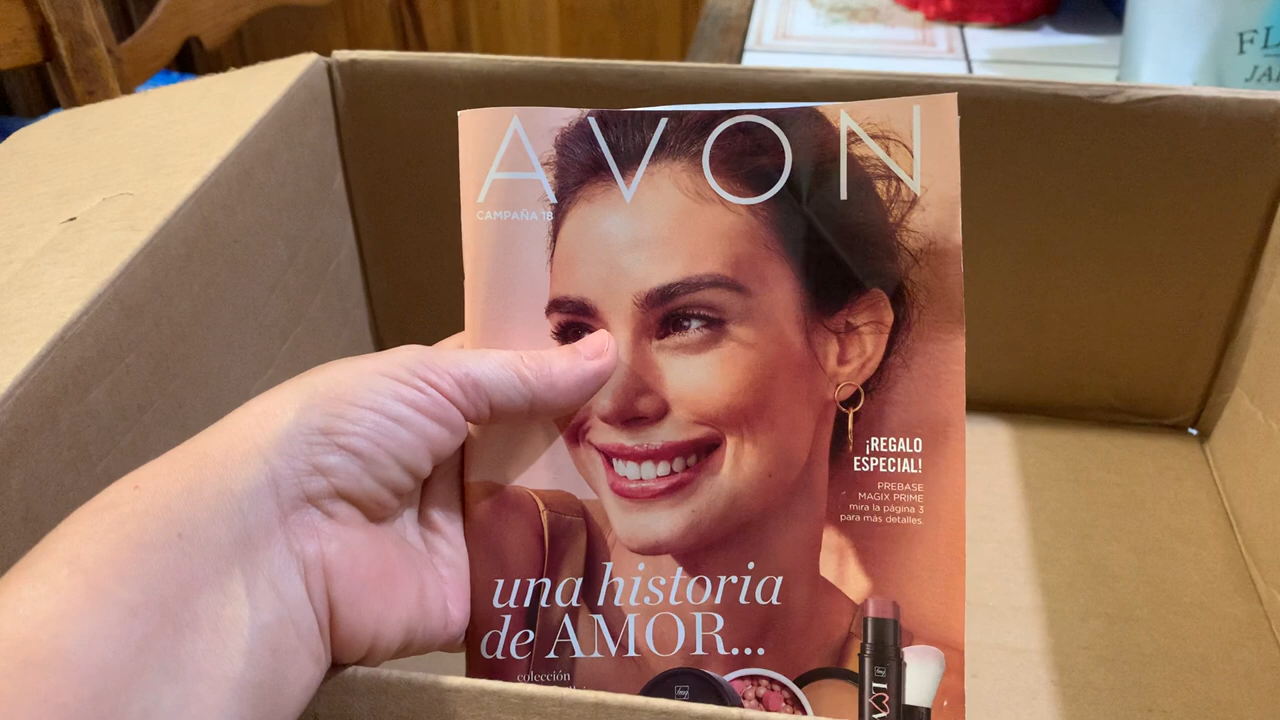 AVON
CAMPAÑA 18
¡REGALO
ESPECIAL!
PREBASE
MAGIX PRIME
mira la página 3
para más detalles.
una historia
de AMOR...
colección